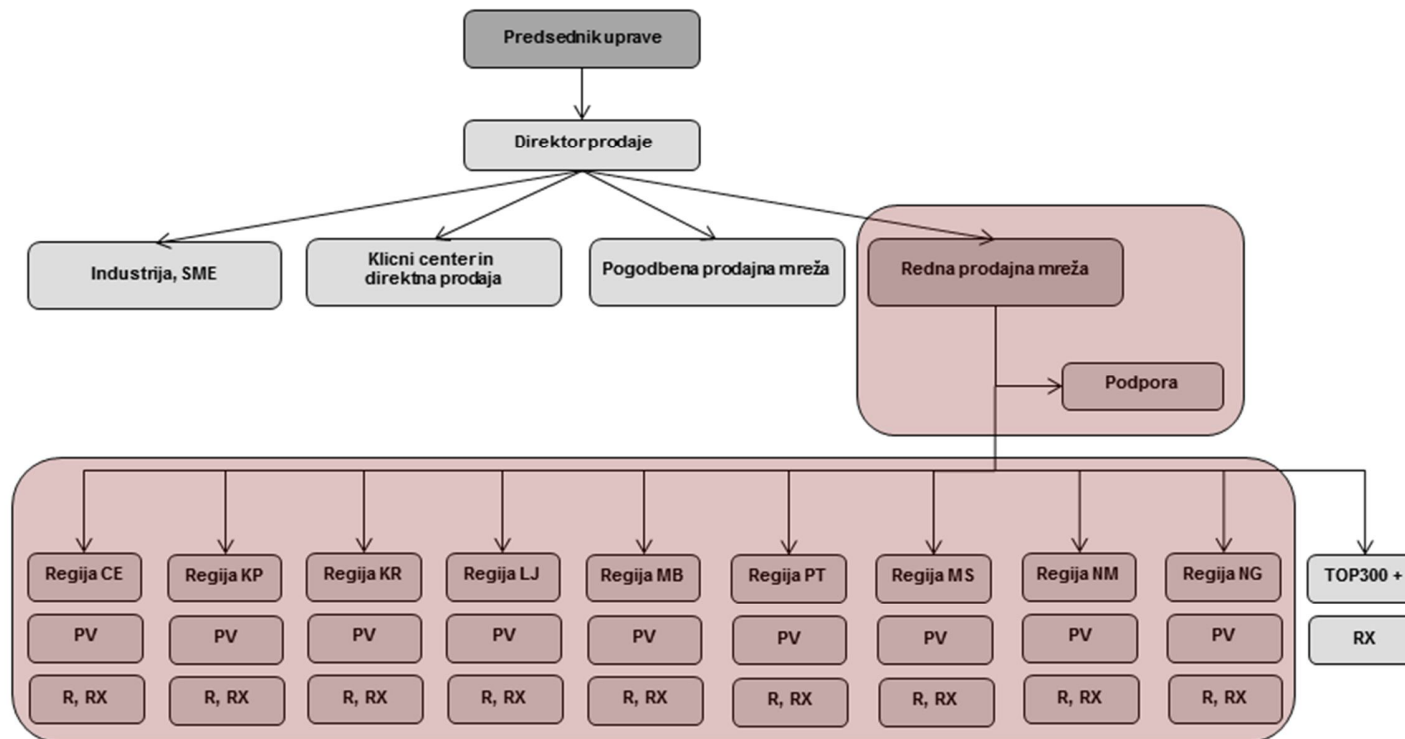 Predsednik uprave
Direktor prodaje
Industrija, SME
Klicni center in
direktna prodaja
Pogodbena prodajna mreža
Redna prodajna mreža
Podpora
Regija CE
Regija KP
Regija KR
Regija LJ
Regija MB
Regija PT
Regija MS
Regija NM
Regija NG
TOP300 +
PV
PV
PV
PV
PV
PV
PV
PV
PV
RX
R, RX
R, RX
R, RX
R, RX
R, RX
R, RX
R, RX
R, RX
R, RX